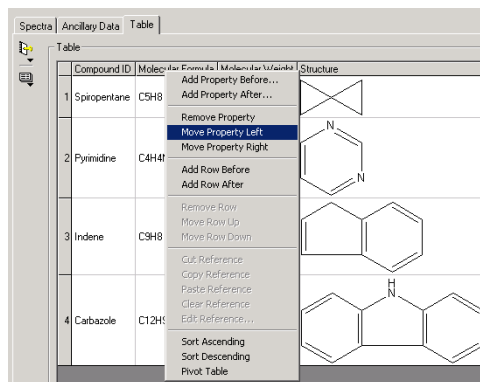 Spectra Ancillary Data Table
Table
Compound ID Molecular Formula Molecular Weight Structure
1 Spiropentane C5H8
2 Pyrimidine C4H4
N
N
3 Indene C9H8
4 Carbazole C12H
H
N
Add Property Before...
Add Property After...
Remove Property
Move Property Left
Move Property Right
Add Row Before
Add Row After
Remove Row
Move Row Up
Move Row Down
Cut Reference
Copy Reference
Paste Reference
Clear Reference
Edit Reference...
Sort Ascending
Sort Descending
Pivot Table